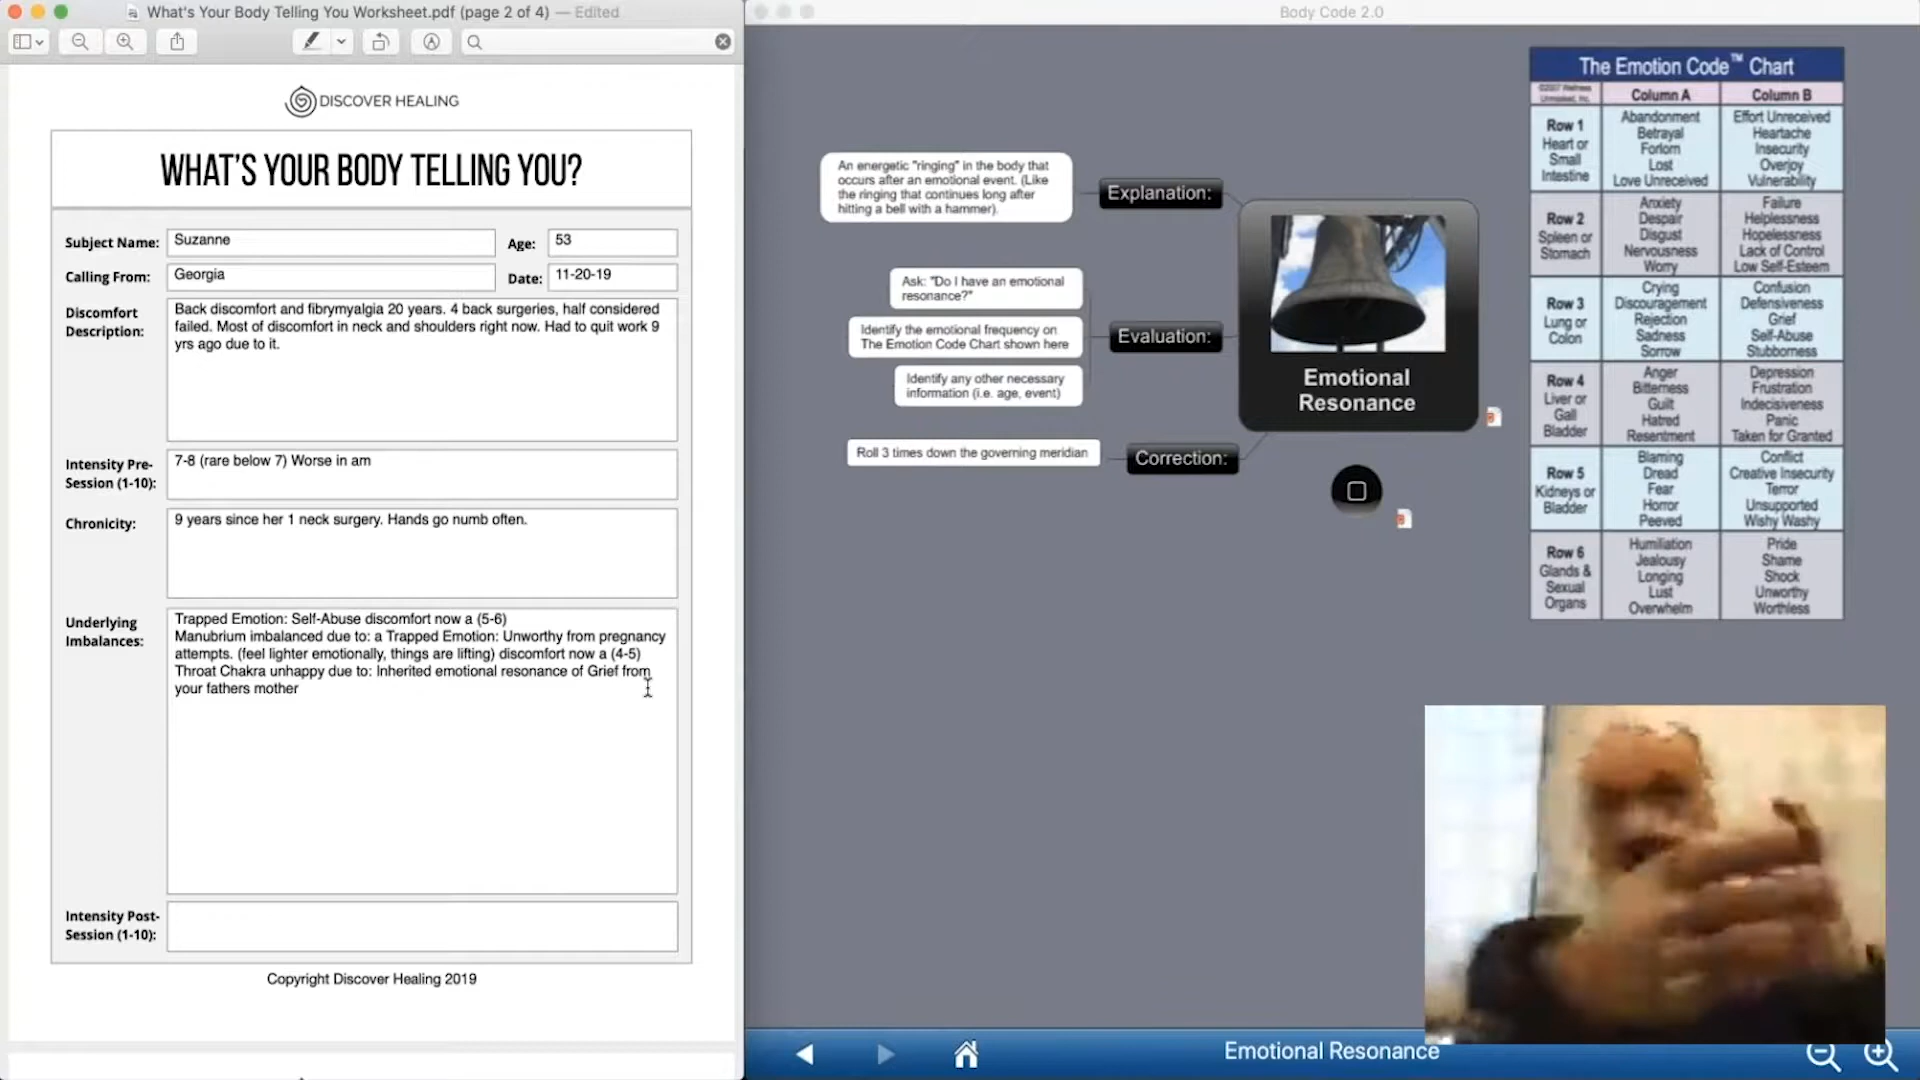 What's Your Body Telling You Worksheet.pdf (page 2 of 4) — Edited
DISCOVER HEALING
WHAT'S YOUR BODY TELLING YOU?
Subject Name: Suzanne
Age: 53
Calling From: Georgia
Date: 11-20-19
Discomfort
Description:
Back discomfort and fibrymyalgia 20 years. 4 back surgeries, half considered
failed. Most of discomfort in neck and shoulders right now. Had to quit work 9
yrs ago due to it.
Intensity Pre-
Session (1-10):
7-8 (rare below 7) Worse in am
Chronicity:
9 years since her 1 neck surgery. Hands go numb often.
Underlying
Imbalances:
Trapped Emotion: Self-Abuse discomfort now a (5-6)
Manubrium imbalanced due to: a Trapped Emotion: Unworthy from pregnancy
attempts. (feel lighter emotionally, things are lifting) discomfort now a (4-5)
Throat Chakra unhappy due to: Inherited emotional resonance of Grief from
your fathers mother
Intensity Post-
Session (1-10):
Copyright Discover Healing 2019
Body Code 2.0
An energetic "ringing" in the body that
occurs after an emotional event. (Like
the ringing that continues long after
hitting a bell with a hammer).
Explanation:
Ask: "Do I have an emotional
resonance?"
Identify the emotional frequency on
The Emotion Code Chart shown here
Identify any other necessary
information (i.e. age, event)
Evaluation:
Roll 3 times down the governing meridian
Correction:
Emotional
Resonance
The Emotion Code™ Chart
©2007 Wellness
Unmasked, Inc.
Column A
Column B
Row 1
Heart or
Small
Intestine
Abandonment
Betrayal
Forlorn
Lost
Love Unreceived
Effort Unreceived
Heartache
Insecurity
Overjoy
Vulnerability
Row 2
Spleen or
Stomach
Anxiety
Despair
Disgust
Nervousness
Worry
Failure
Helplessness
Hopelessness
Lack of Control
Low Self-Esteem
Row 3
Lung or
Colon
Crying
Discouragement
Rejection
Sadness
Sorrow
Confusion
Defensiveness
Grief
Self-Abuse
Stubborness
Row 4
Liver or
Gall
Bladder
Anger
Bitterness
Guilt
Hatred
Resentment
Depression
Frustration
Indecisiveness
Panic
Taken for Granted
Row 5
Kidneys or
Bladder
Blaming
Dread
Fear
Horror
Peeved
Conflict
Creative Insecurity
Terror
Unsupported
Wishy Washy
Row 6
Glands &
Sexual
Organs
Humiliation
Jealousy
Longing
Lust
Overwhelm
Pride
Shame
Shock
Unworthy
Worthless
Emotional Resonance